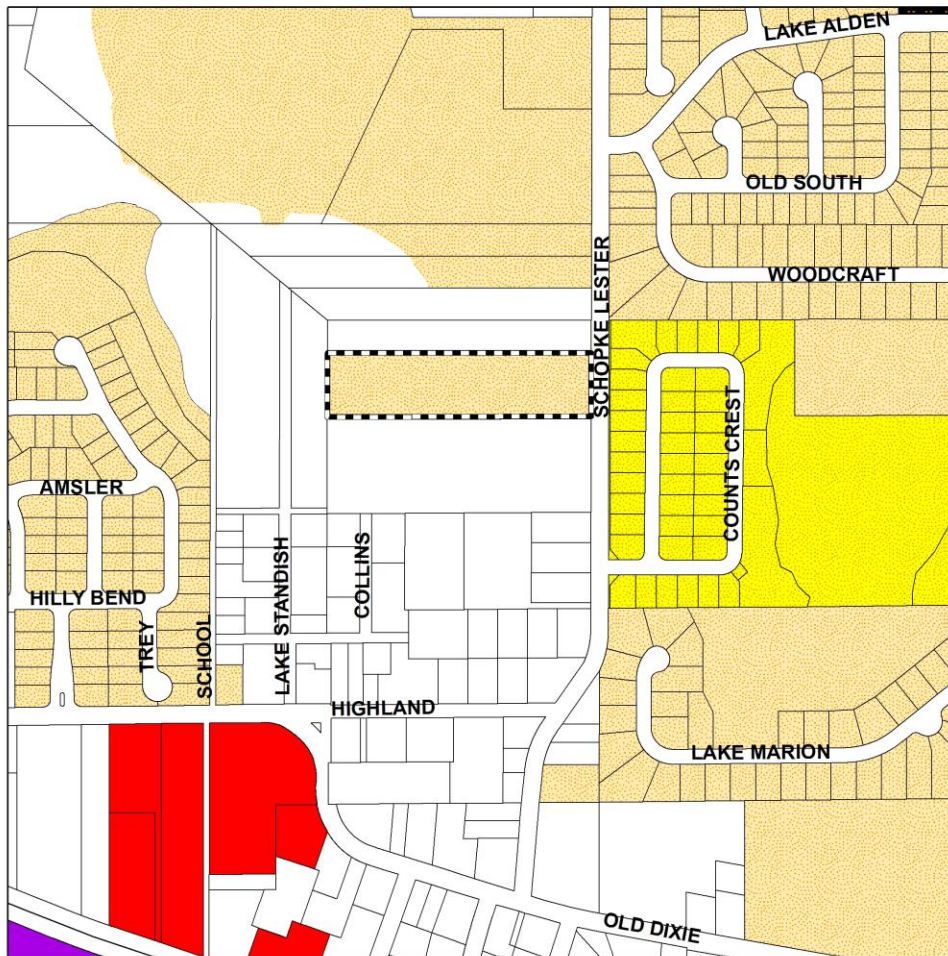 LAKE ALDEN
OLD SOUTH
WOODCRAFT
SCHOPKE LESTER
COUNTS CREST
AMSLER
COLLINS
LAKE STANDISH
HILLY BEND
TREY
SCHOOL
HIGHLAND
LAKE MARION
OLD DIXIE